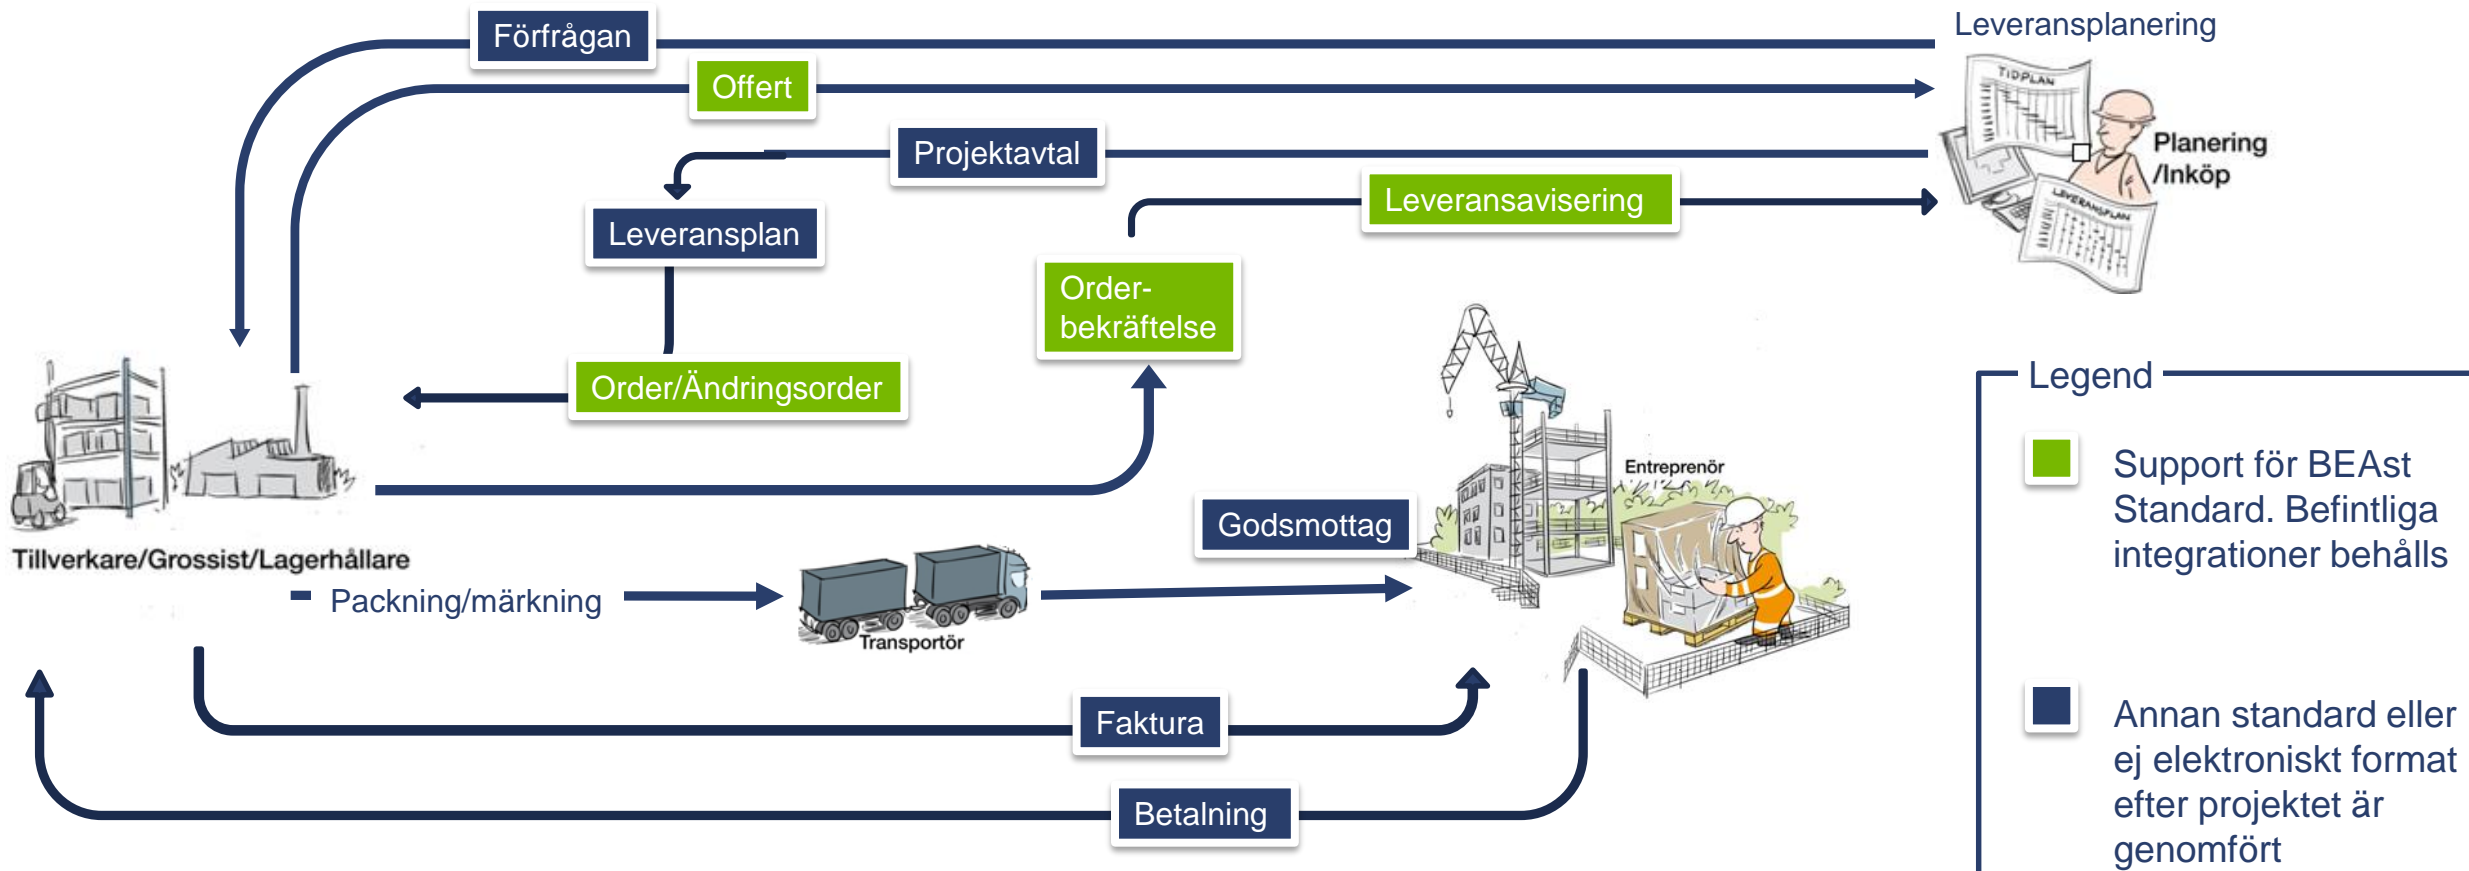 Förfrågan
Leveransplanering
Offert
TIDPLAN
Projektavtal
Planering
/Inköp
Leveransavisering
LEVERANSPLAN
Leveransplan
Order-
bekräftelse
Order/Ändringsorder
Legend
Support för BEAst
Standard. Befintliga
integrationer behålls
Entreprenör
Godsmottag
Tillverkare/Grossist/Lagerhållare
Packning/märkning
Transportör
Faktura
Annan standard eller
ej elektroniskt format
efter projektet är
genomfört
Betalning